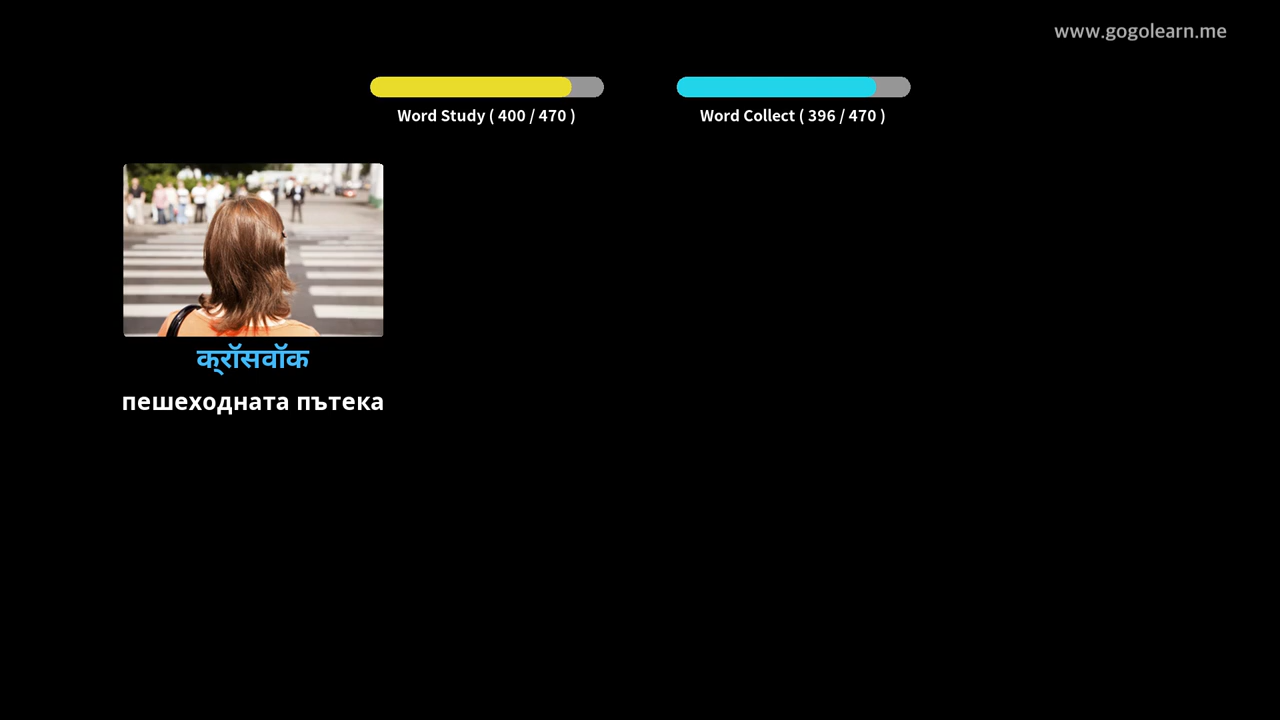 www.gogolearn.me
Word Study ( 400 / 470 )
Word Collect ( 396 / 470 )
क्रॉसवॉक
пешеходната пътека